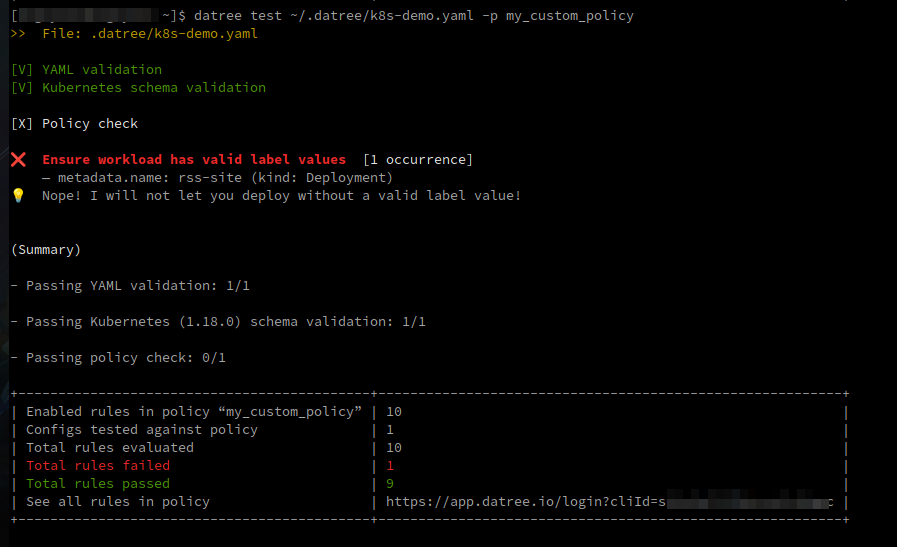 [ ~]$ datree test ~/.datree/k8s-demo.yaml -p my_custom_policy
>> File: .datree/k8s-demo.yaml
[V] YAML validation
[V] Kubernetes schema validation
[X] Policy check
❌ Ensure workload has valid label values [1 occurrence]
— metadata.name: rss-site (kind: Deployment)
💡 Nope! I will not let you deploy without a valid label value!
(Summary)
- Passing YAML validation: 1/1
- Passing Kubernetes (1.18.0) schema validation: 1/1
- Passing policy check: 0/1
| Enabled rules in policy “my_custom_policy” | 10 |
| Configs tested against policy | 1 |
| Total rules evaluated | 10 |
| Total rules failed | 1 |
| Total rules passed | 9 |
| See all rules in policy | https://app.datree.io/login?cliId=s c |